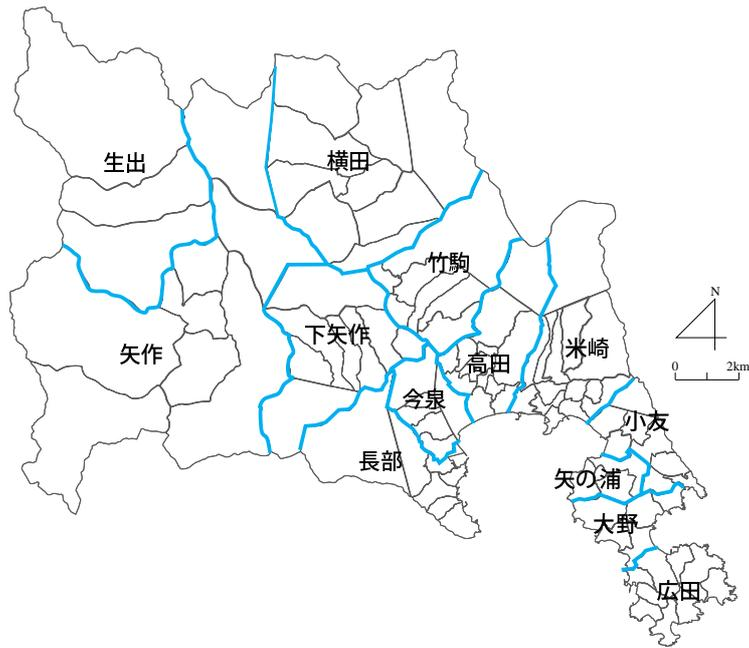 生出
横田
竹駒
N
下矢作
高田
米崎
矢作
0
2km
今泉
小友
長部
矢の浦
大野
広田